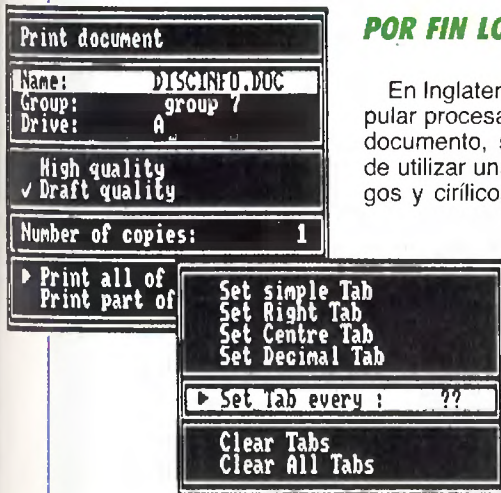 Print document
Name: DISCINFO.DOC
Group: group 7
Drive: A
High quality
✓ Draft quality
Number of copies: 1
Print all of
Print part of
Set simple Tab
Set Right Tab
Set Centre Tab
Set Decimal Tab
Set Tab every : ??
Clear Tabs
Clear All Tabs
POR FIN
En Inglater
pular procesa
documento, s
de utilizar un
gos y cirílico